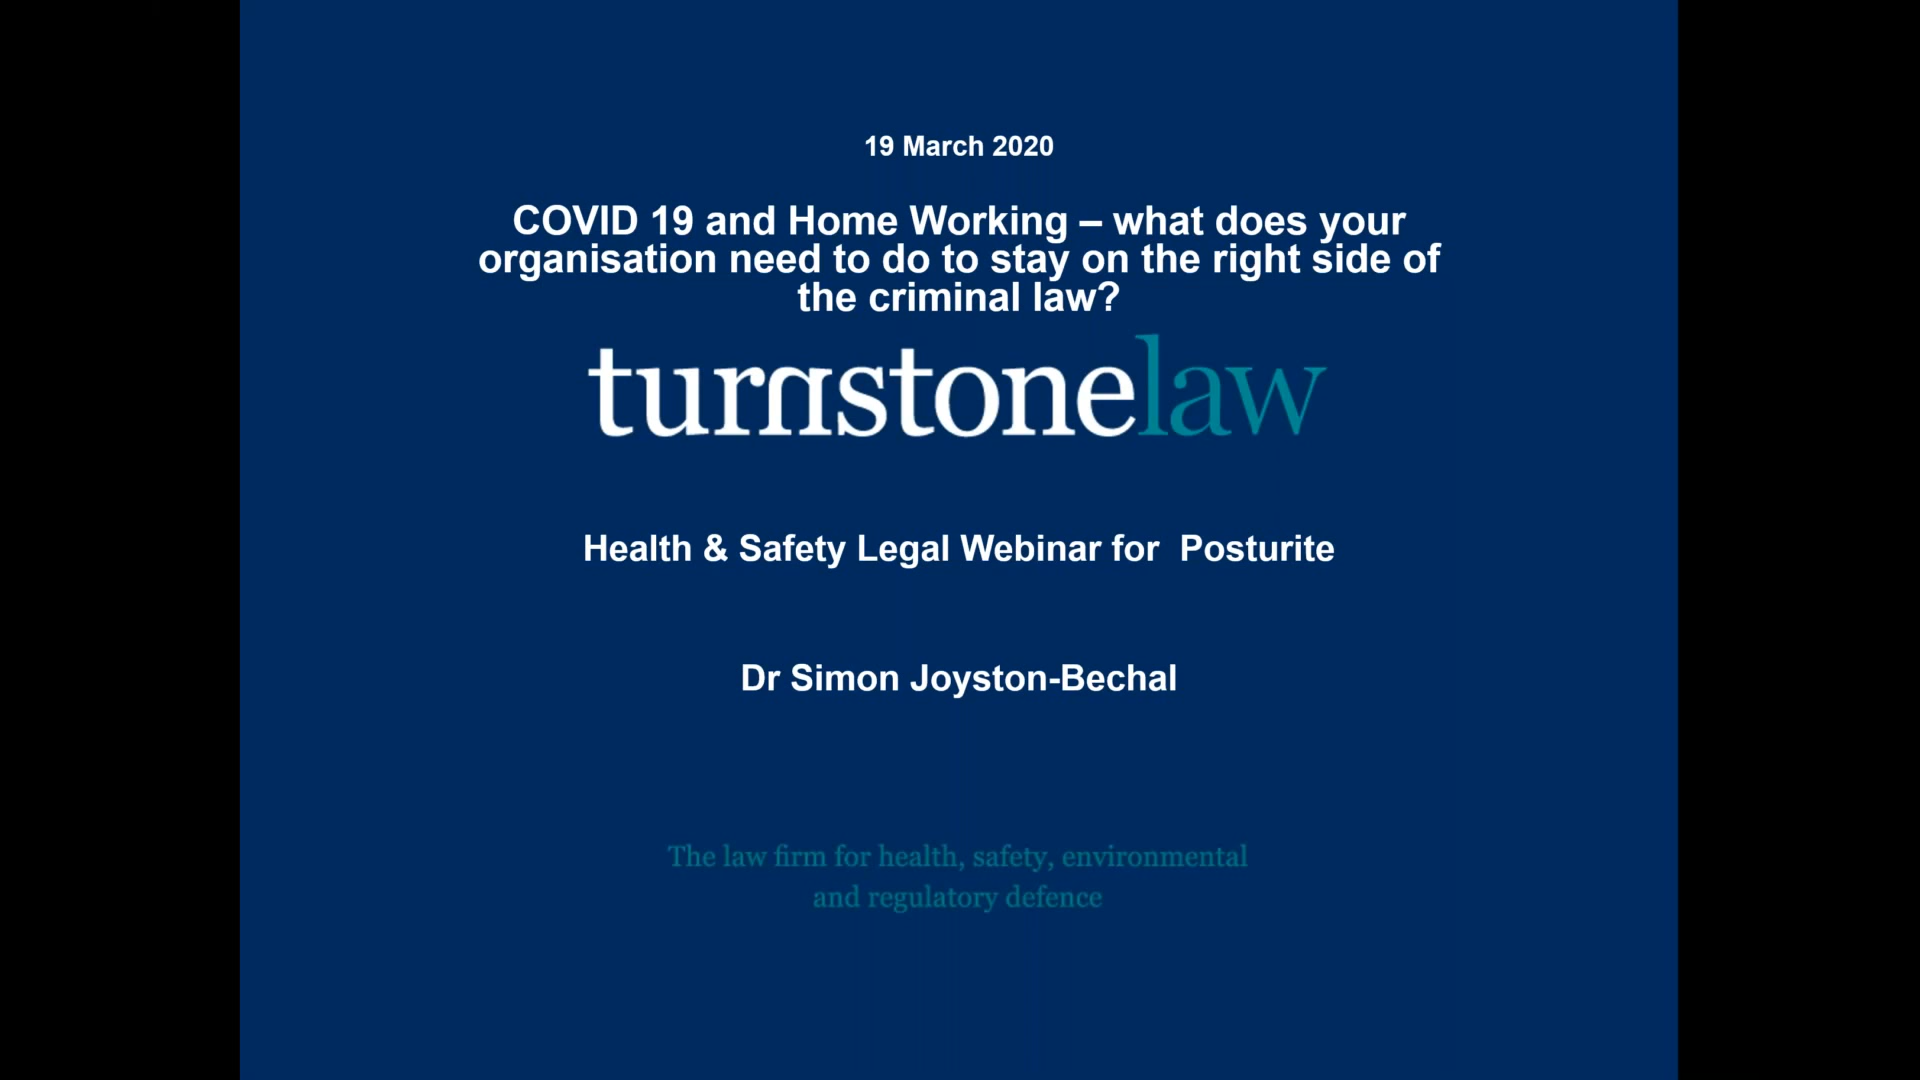 19 March 2020
COVID 19 and Home Working – what does your
organisation need to do to stay on the right side of
the criminal law?
turnstonelaw
Health & Safety Legal Webinar for  Posturite
Dr Simon Joyston-Bechal
The law firm for health, safety, environmental
and regulatory defence